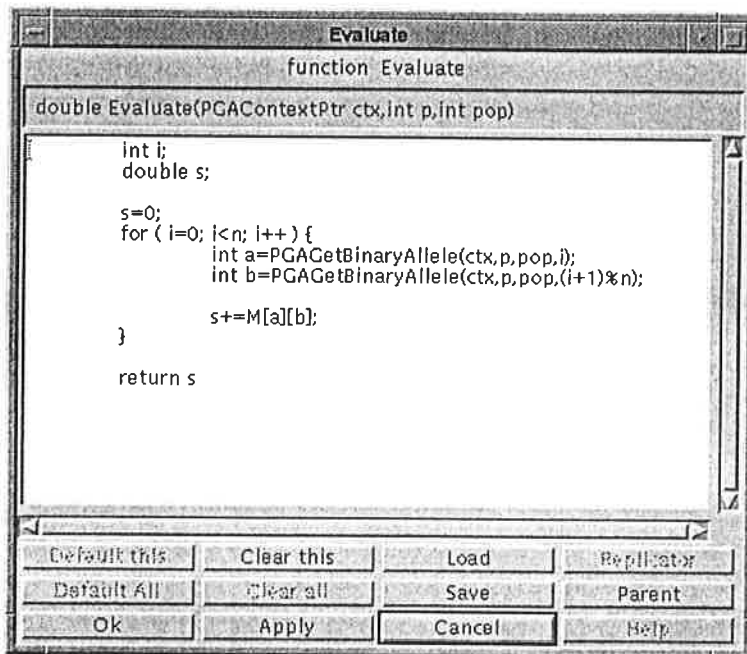 Evaluate
function Evaluate
double Evaluate(PGAContextPtr ctx,int p,int pop)
int i;
double s;
s=0;
for ( i=0; i<n; i++ ) {
int a=PGAGetBinaryAllele(ctx,p,pop,i);
int b=PGAGetBinaryAllele(ctx,p,pop,(i+1)%n);
s+=M[a][b];
}
return s
Default this Clear this Load Replicator
Default All Clear all Save Parent
Ok Apply Cancel Help